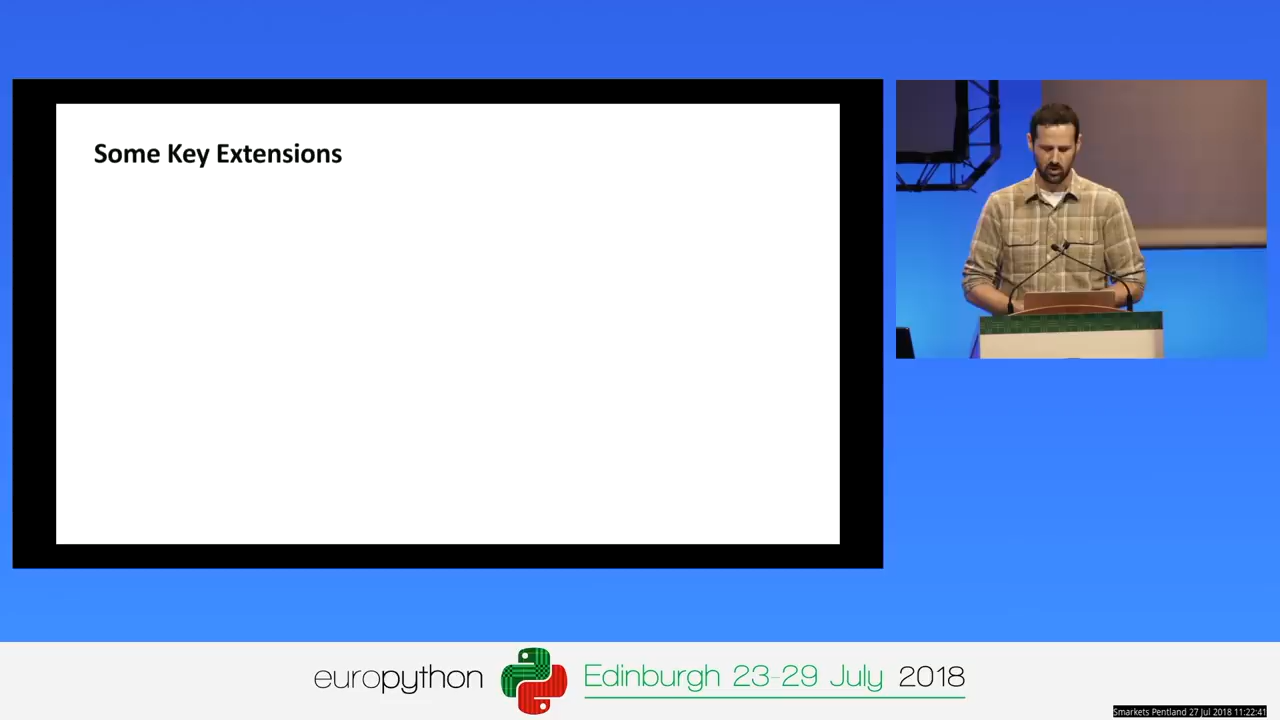 Some Key Extensions
europython Edinburgh 23-29 July 2018
Smarkets Pentland 27 Jul 2018 11:22:41